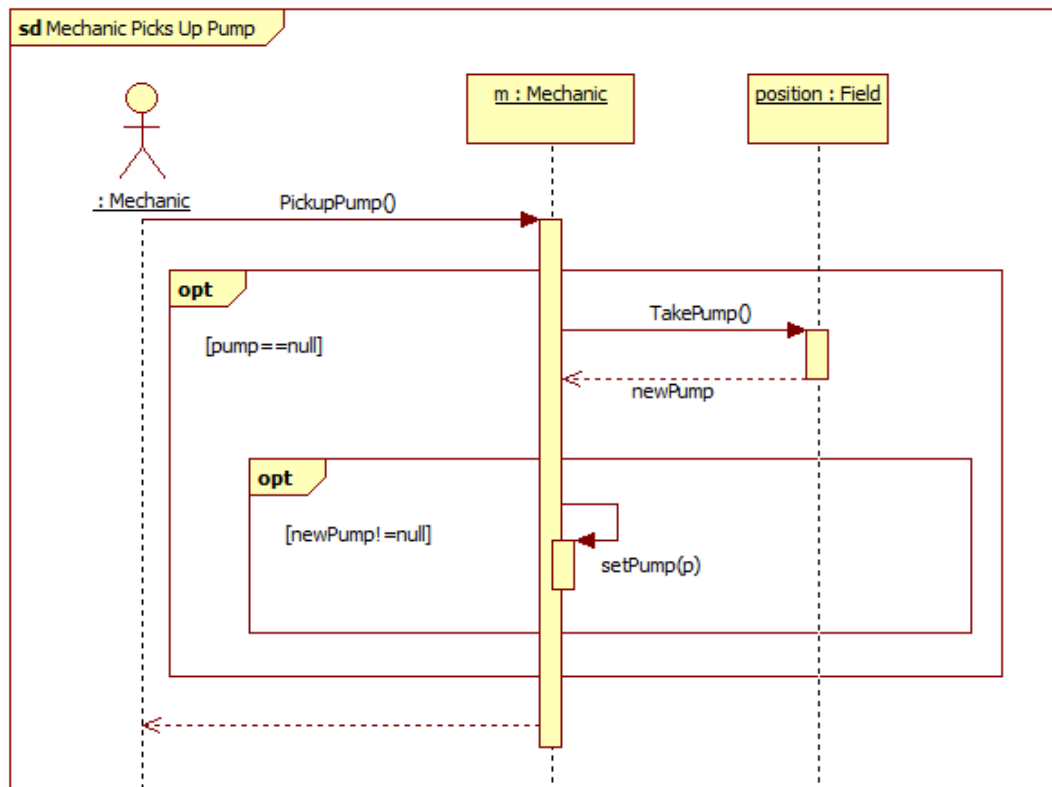 sd Mechanic Picks Up Pump
m : Mechanic
position : Field
: Mechanic
PickupPump()
opt
TakePump()
[pump==null]
newPump
opt
[newPump!=null]
setPump(p)